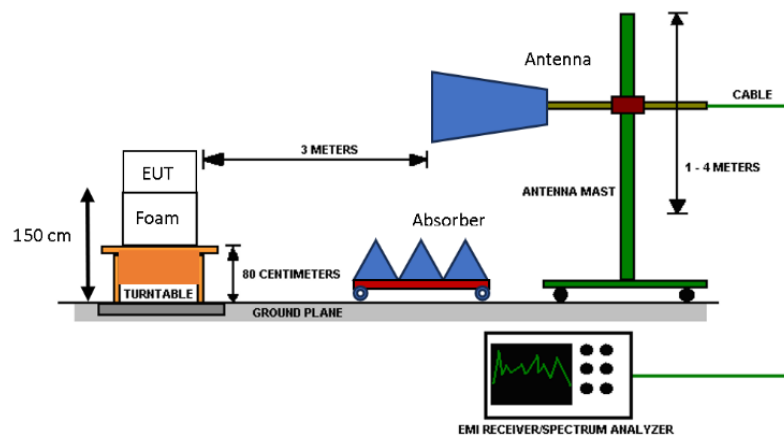 Antenna
CABLE
3 METERS
EUT
1 - 4 METERS
ANTENNA MAST
Foam
Absorber
150 cm
80 CENTIMETERS
TURNTABLE
GROUND PLANE
EMI RECEIVER/SPECTRUM ANALYZER